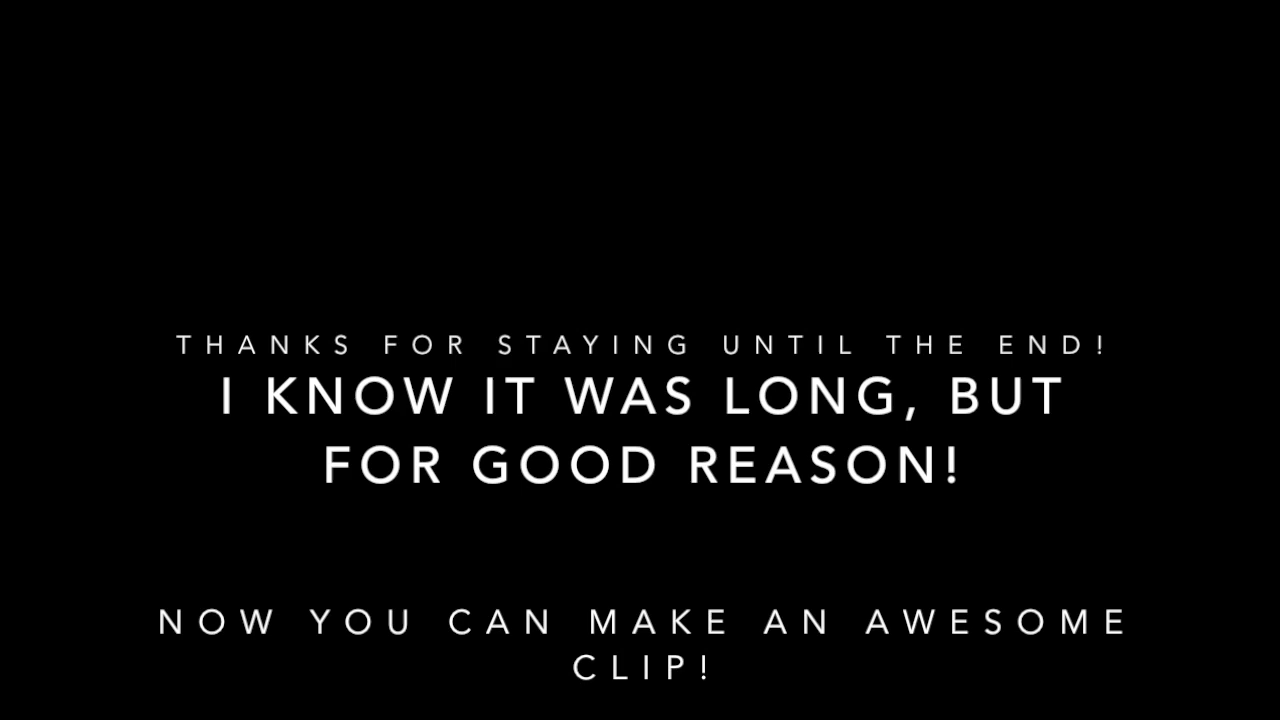 THANKS FOR STAYING UNTIL THE END!
I KNOW IT WAS LONG, BUT
FOR GOOD REASON!
NOW YOU CAN MAKE AN AWESOME
CLIP!